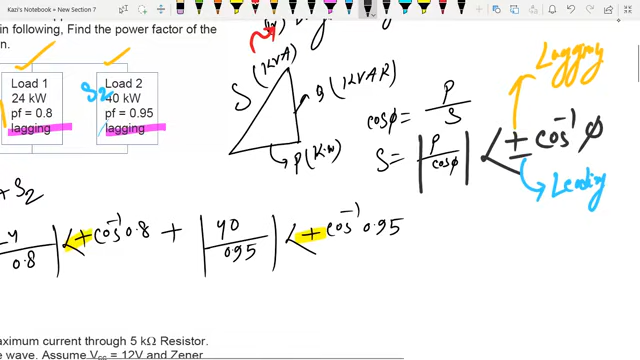 Kazi's Notebook » New Section 7
in following, Find the power factor of the
Load 1
24 kW
pf = 0.8
lagging
Load 2
40 kW
pf = 0.95
lagging
S2
S (KVA)
Q (KVAR)
P (K.W)
cosφ = P / S
S = | P / cosφ | < ± cos⁻¹ φ
Lagging
Leading
+ S2
0.8 | < + cos⁻¹ 0.8 + | 40 / 0.95 | < + cos⁻¹ 0.95
aximum current through 5 kΩ Resistor.
e wave. Assume V = 12V and Zener